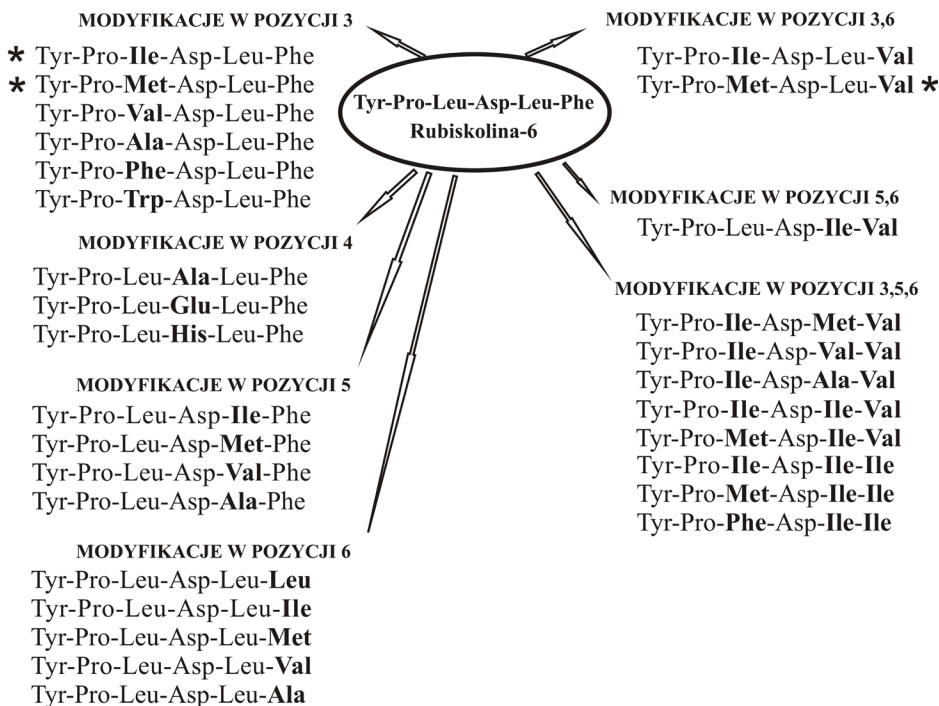 MODYFIKACJE W POZYCJI 3
* Tyr-Pro-Ile-Asp-Leu-Phe
* Tyr-Pro-Met-Asp-Leu-Phe
Tyr-Pro-Val-Asp-Leu-Phe
Tyr-Pro-Ala-Asp-Leu-Phe
Tyr-Pro-Phe-Asp-Leu-Phe
Tyr-Pro-Trp-Asp-Leu-Phe
MODYFIKACJE W POZYCJI 4
Tyr-Pro-Leu-Ala-Leu-Phe
Tyr-Pro-Leu-Glu-Leu-Phe
Tyr-Pro-Leu-His-Leu-Phe
MODYFIKACJE W POZYCJI 5
Tyr-Pro-Leu-Asp-Ile-Phe
Tyr-Pro-Leu-Asp-Met-Phe
Tyr-Pro-Leu-Asp-Val-Phe
Tyr-Pro-Leu-Asp-Ala-Phe
MODYFIKACJE W POZYCJI 6
Tyr-Pro-Leu-Asp-Leu-Leu
Tyr-Pro-Leu-Asp-Leu-Ile
Tyr-Pro-Leu-Asp-Leu-Met
Tyr-Pro-Leu-Asp-Leu-Val
Tyr-Pro-Leu-Asp-Leu-Ala
Tyr-Pro-Leu-Asp-Leu-Phe
Rubiskolina-6
MODYFIKACJE W POZYCJI 3,6
Tyr-Pro-Ile-Asp-Leu-Val
Tyr-Pro-Met-Asp-Leu-Val *
MODYFIKACJE W POZYCJI 5,6
Tyr-Pro-Leu-Asp-Ile-Val
MODYFIKACJE W POZYCJI 3,5,6
Tyr-Pro-Ile-Asp-Met-Val
Tyr-Pro-Ile-Asp-Val-Val
Tyr-Pro-Ile-Asp-Ala-Val
Tyr-Pro-Ile-Asp-Ile-Val
Tyr-Pro-Met-Asp-Ile-Val
Tyr-Pro-Ile-Asp-Ile-Ile
Tyr-Pro-Met-Asp-Ile-Ile
Tyr-Pro-Phe-Asp-Ile-Ile